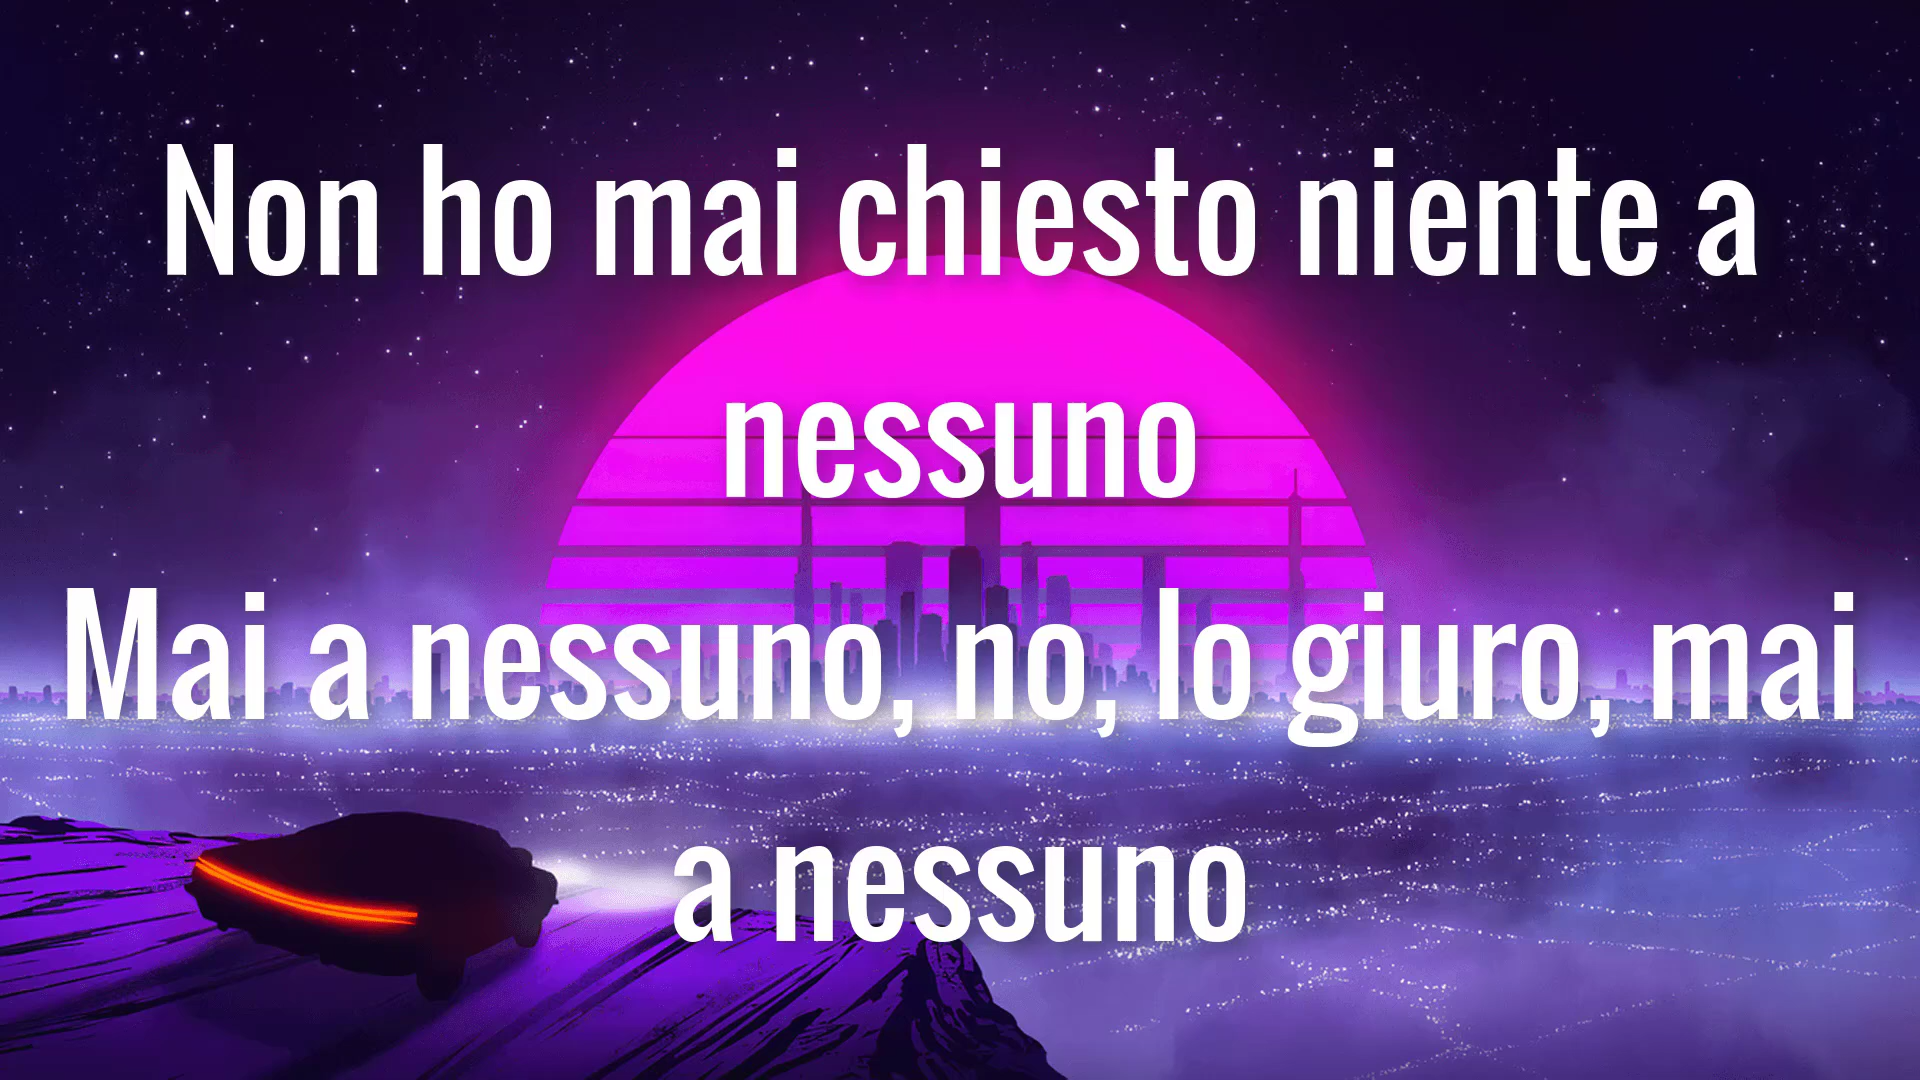 Non ho mai chiesto niente a
nessuno
Mai a nessuno, no, lo giuro, mai
a nessuno